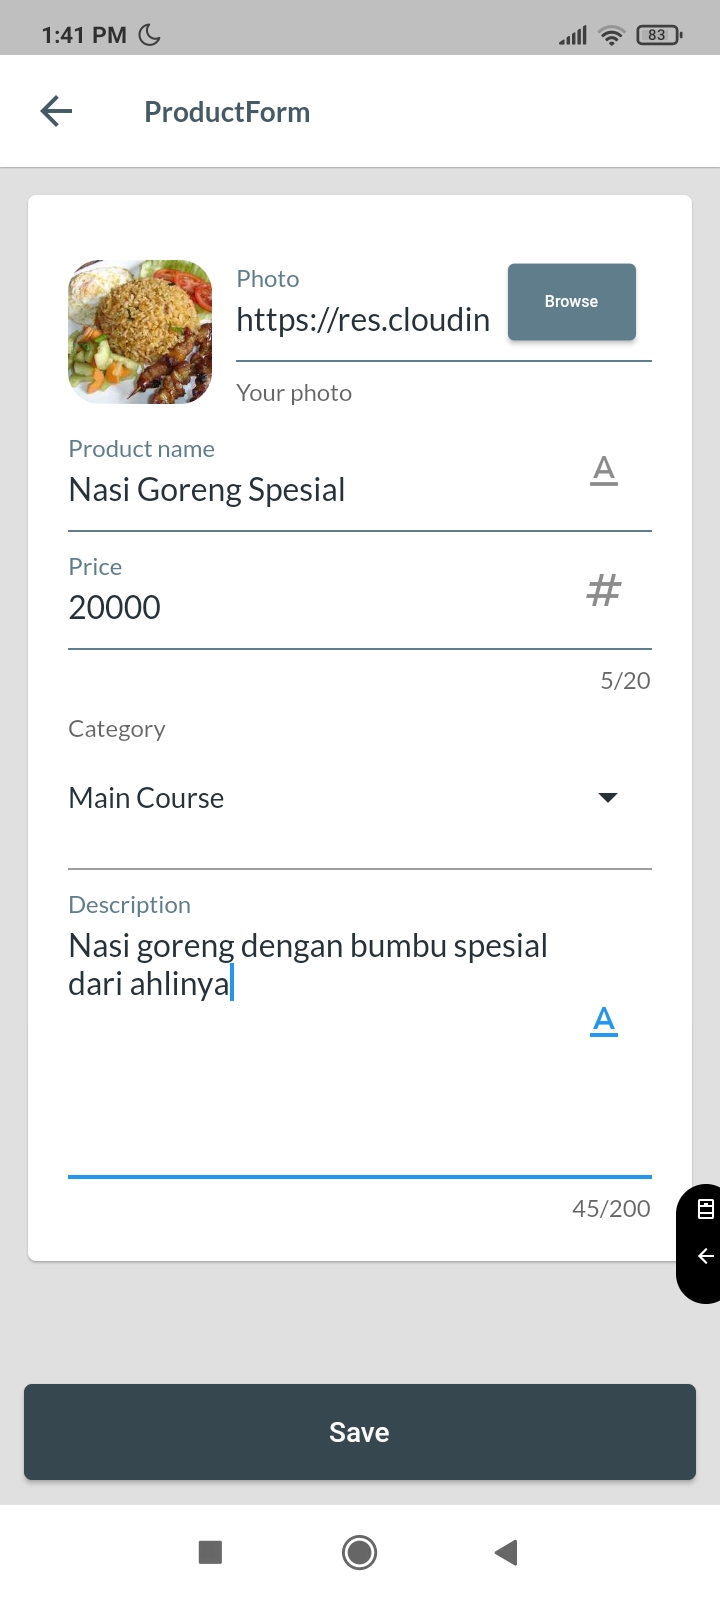 1:41 PM
83
ProductForm
Photo
https://res.cloudin
Browse
Your photo
Product name
Nasi Goreng Spesial
A
Price
20000
#
5/20
Category
Main Course
Description
Nasi goreng dengan bumbu spesial
dari ahlinya
A
45/200
Save